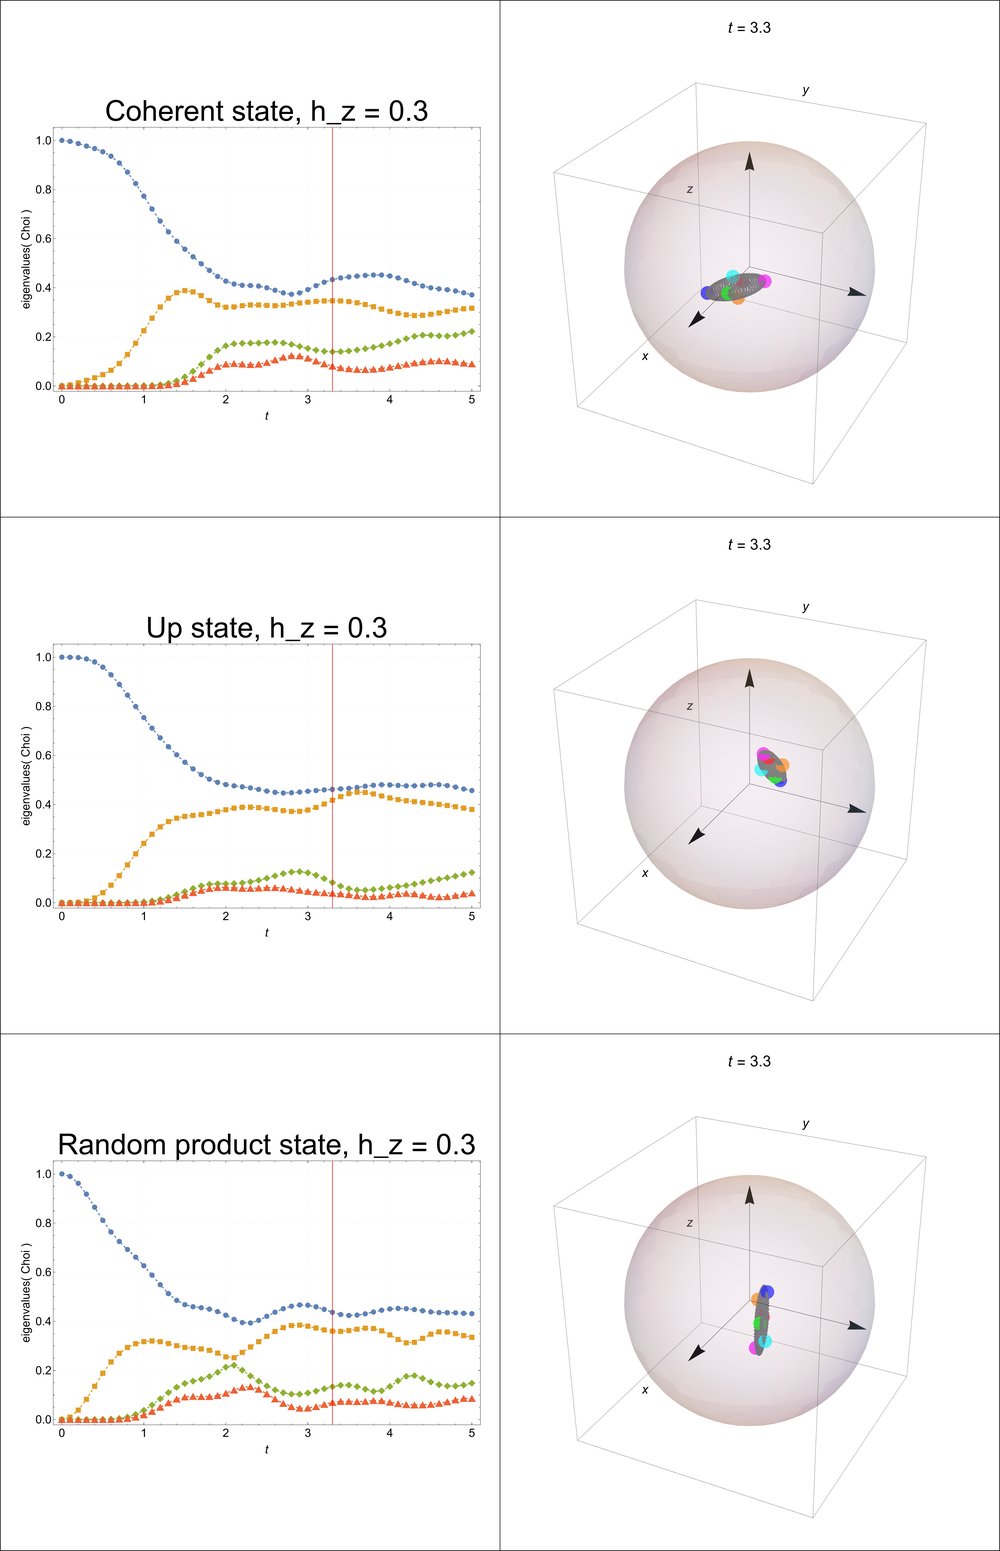 Coherent state, h_z = 0.3
eigenvalues( Choi )
1.0
0.8
0.6
0.4
0.2
0.0
0 1 2 3 4 5
t
t = 3.3
y
z
x
Up state, h_z = 0.3
eigenvalues( Choi )
1.0
0.8
0.6
0.4
0.2
0.0
0 1 2 3 4 5
t
t = 3.3
y
z
x
Random product state, h_z = 0.3
eigenvalues( Choi )
1.0
0.8
0.6
0.4
0.2
0.0
0 1 2 3 4 5
t
t = 3.3
y
z
x